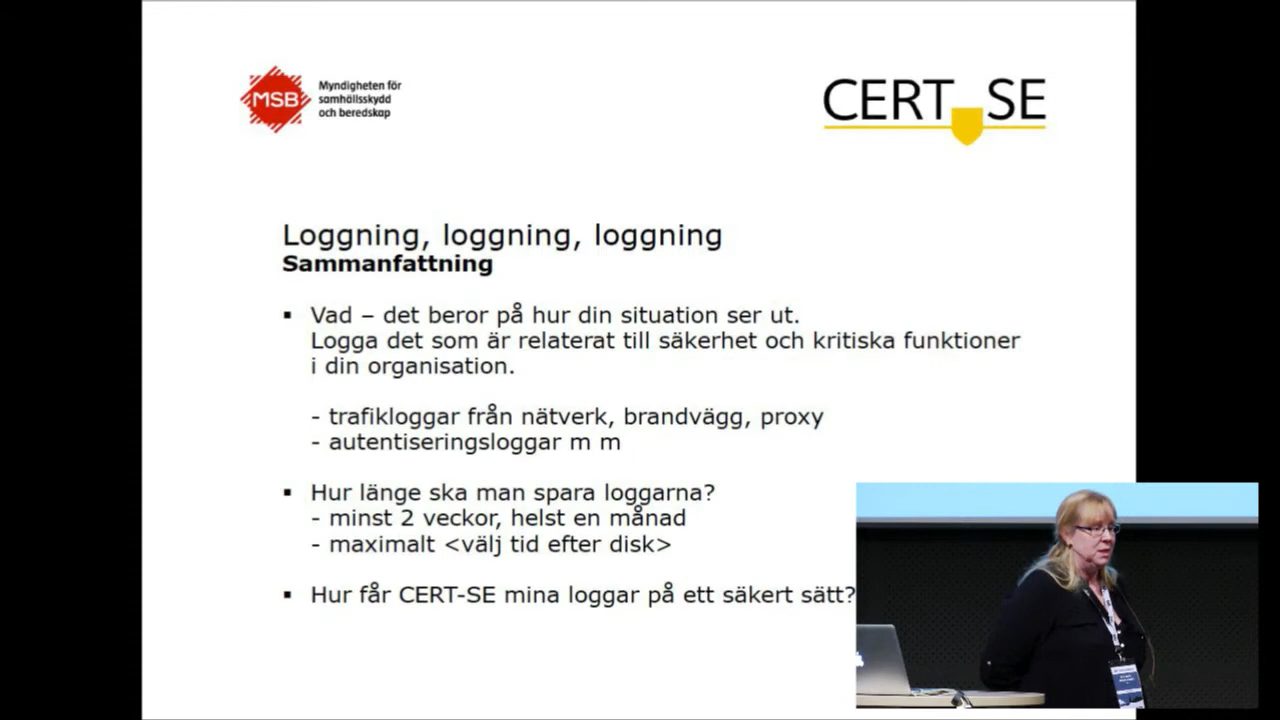 MSB
Myndigheten för
samhällsskydd
och beredskap
CERT SE
Loggning, loggning, loggning
Sammanfattning
▪ Vad – det beror på hur din situation ser ut.
Logga det som är relaterat till säkerhet och kritiska funktioner
i din organisation.
- trafikloggar från nätverk, brandvägg, proxy
- autentiseringsloggar m m
▪ Hur länge ska man spara loggarna?
- minst 2 veckor, helst en månad
- maximalt <välj tid efter disk>
▪ Hur får CERT-SE mina loggar på ett säkert sätt?